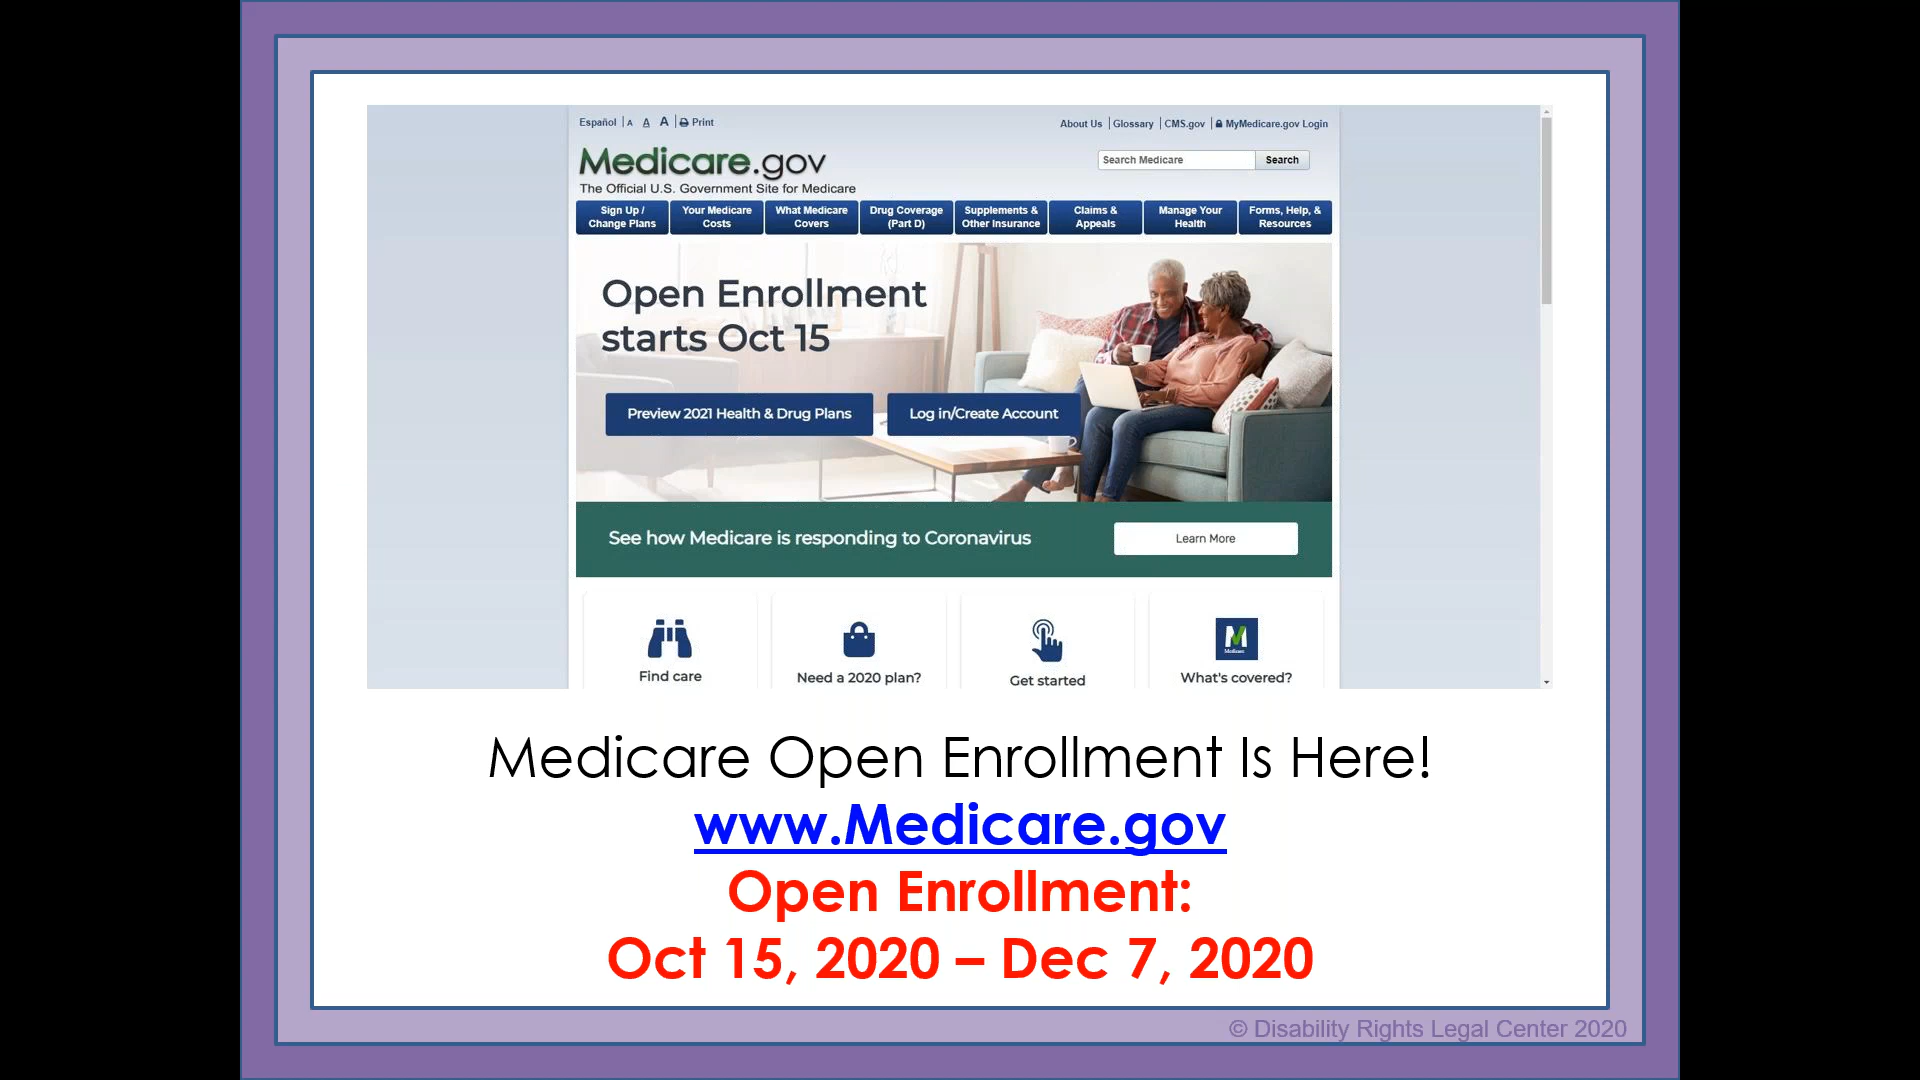 Español | A A A | Print
About Us | Glossary | CMS.gov | MyMedicare.gov Login
Medicare.gov
Search Medicare
Search
The Official U.S. Government Site for Medicare
Sign Up /
Change Plans
Your Medicare
Costs
What Medicare
Covers
Drug Coverage
(Part D)
Supplements &
Other Insurance
Claims &
Appeals
Manage Your
Health
Forms, Help, &
Resources
Open Enrollment
starts Oct 15
Preview 2021 Health & Drug Plans
Log in/Create Account
See how Medicare is responding to Coronavirus
Learn More
Medicare
Find care
Need a 2020 plan?
Get started
What's covered?
Medicare Open Enrollment Is Here!
www.Medicare.gov
Open Enrollment:
Oct 15, 2020 – Dec 7, 2020
© Disability Rights Legal Center 2020